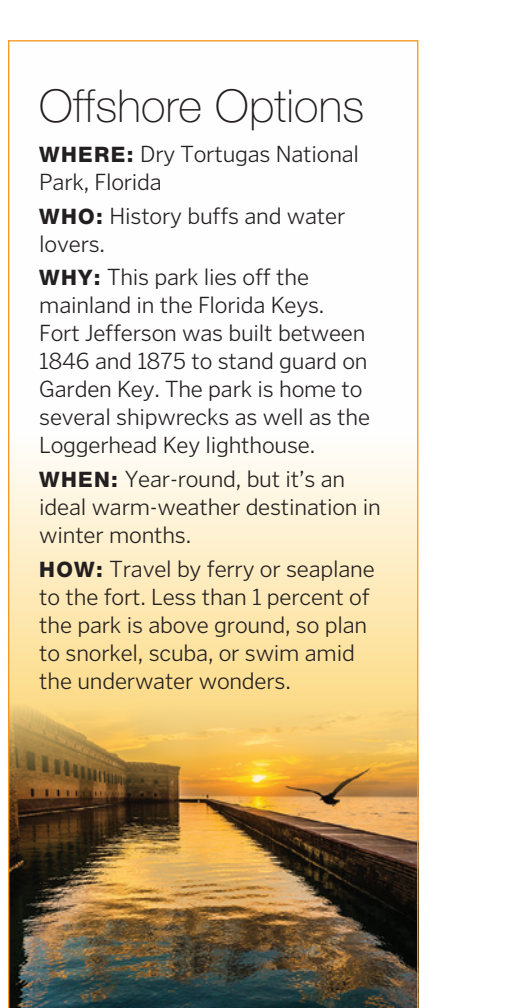 Offshore Options
WHERE: Dry Tortugas National
Park, Florida
WHO: History buffs and water
lovers.
WHY: This park lies off the
mainland in the Florida Keys.
Fort Jefferson was built between
1846 and 1875 to stand guard on
Garden Key. The park is home to
several shipwrecks as well as the
Loggerhead Key lighthouse.
WHEN: Year-round, but it’s an
ideal warm-weather destination in
winter months.
HOW: Travel by ferry or seaplane
to the fort. Less than 1 percent of
the park is above ground, so plan
to snorkel, scuba, or swim amid
the underwater wonders.